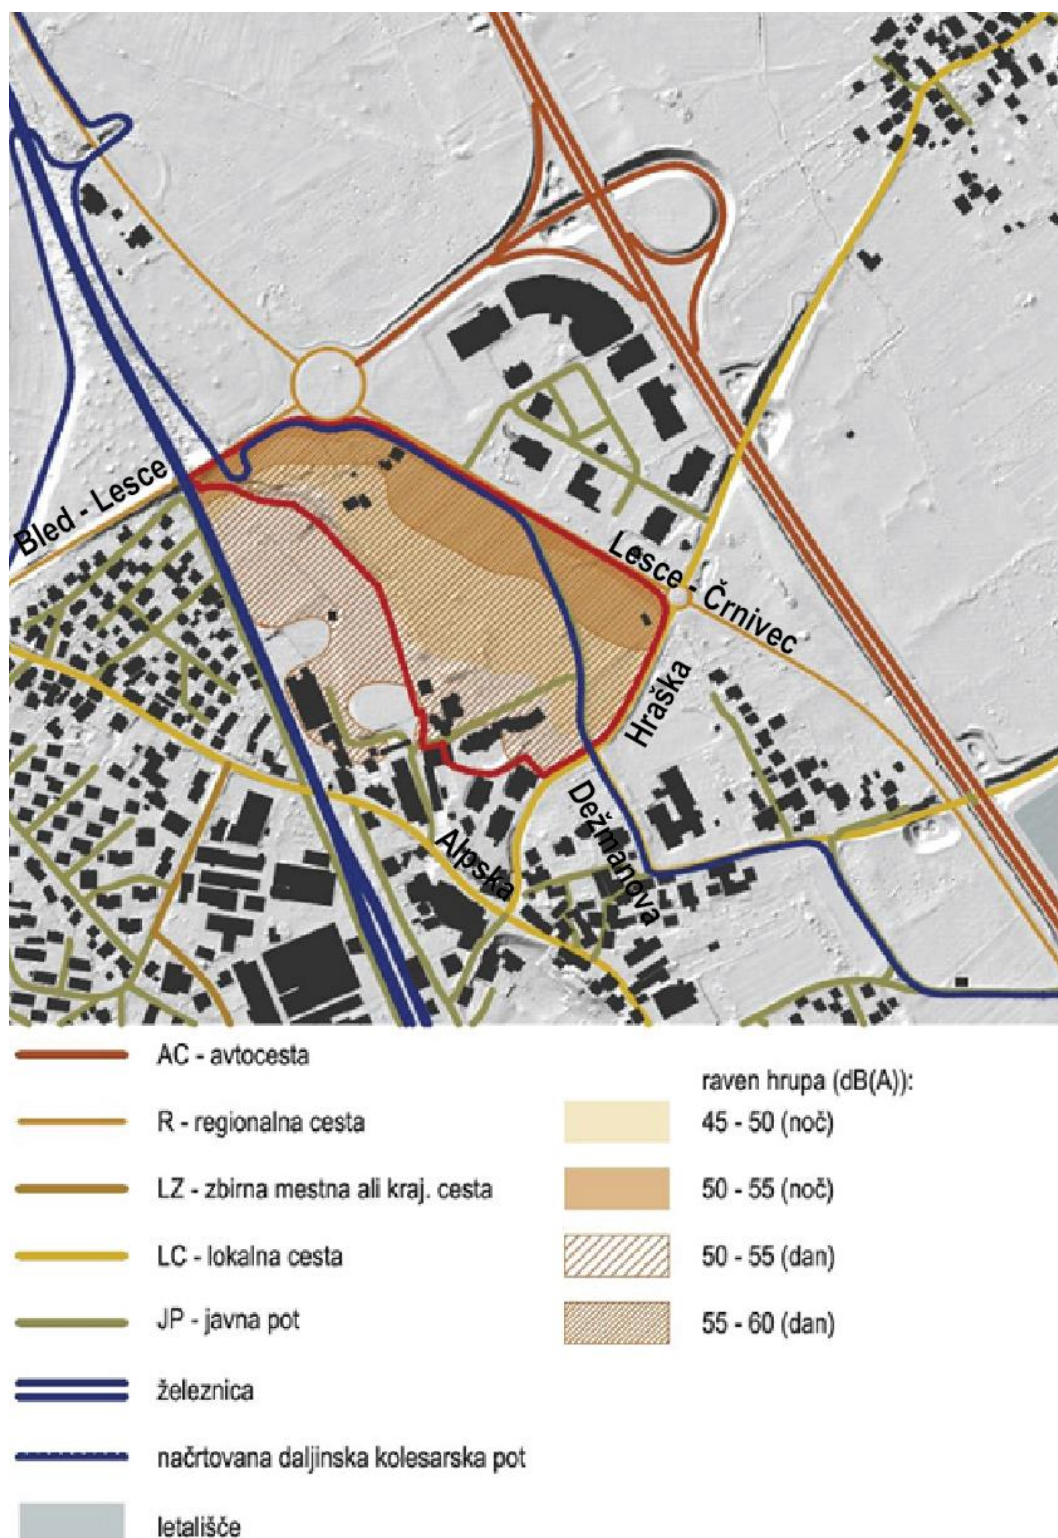 Bled - Lesce
Lesce - Črnivec
Hraška
Dežmanova
Alpska
AC - avtocesta
R - regionalna cesta
LZ - zbirna mestna ali kraj. cesta
LC - lokalna cesta
JP - javna pot
železnica
načrtovana daljinska kolesarska pot
letališče
raven hrupa (dB(A)):
45 - 50 (noč)
50 - 55 (noč)
50 - 55 (dan)
55 - 60 (dan)